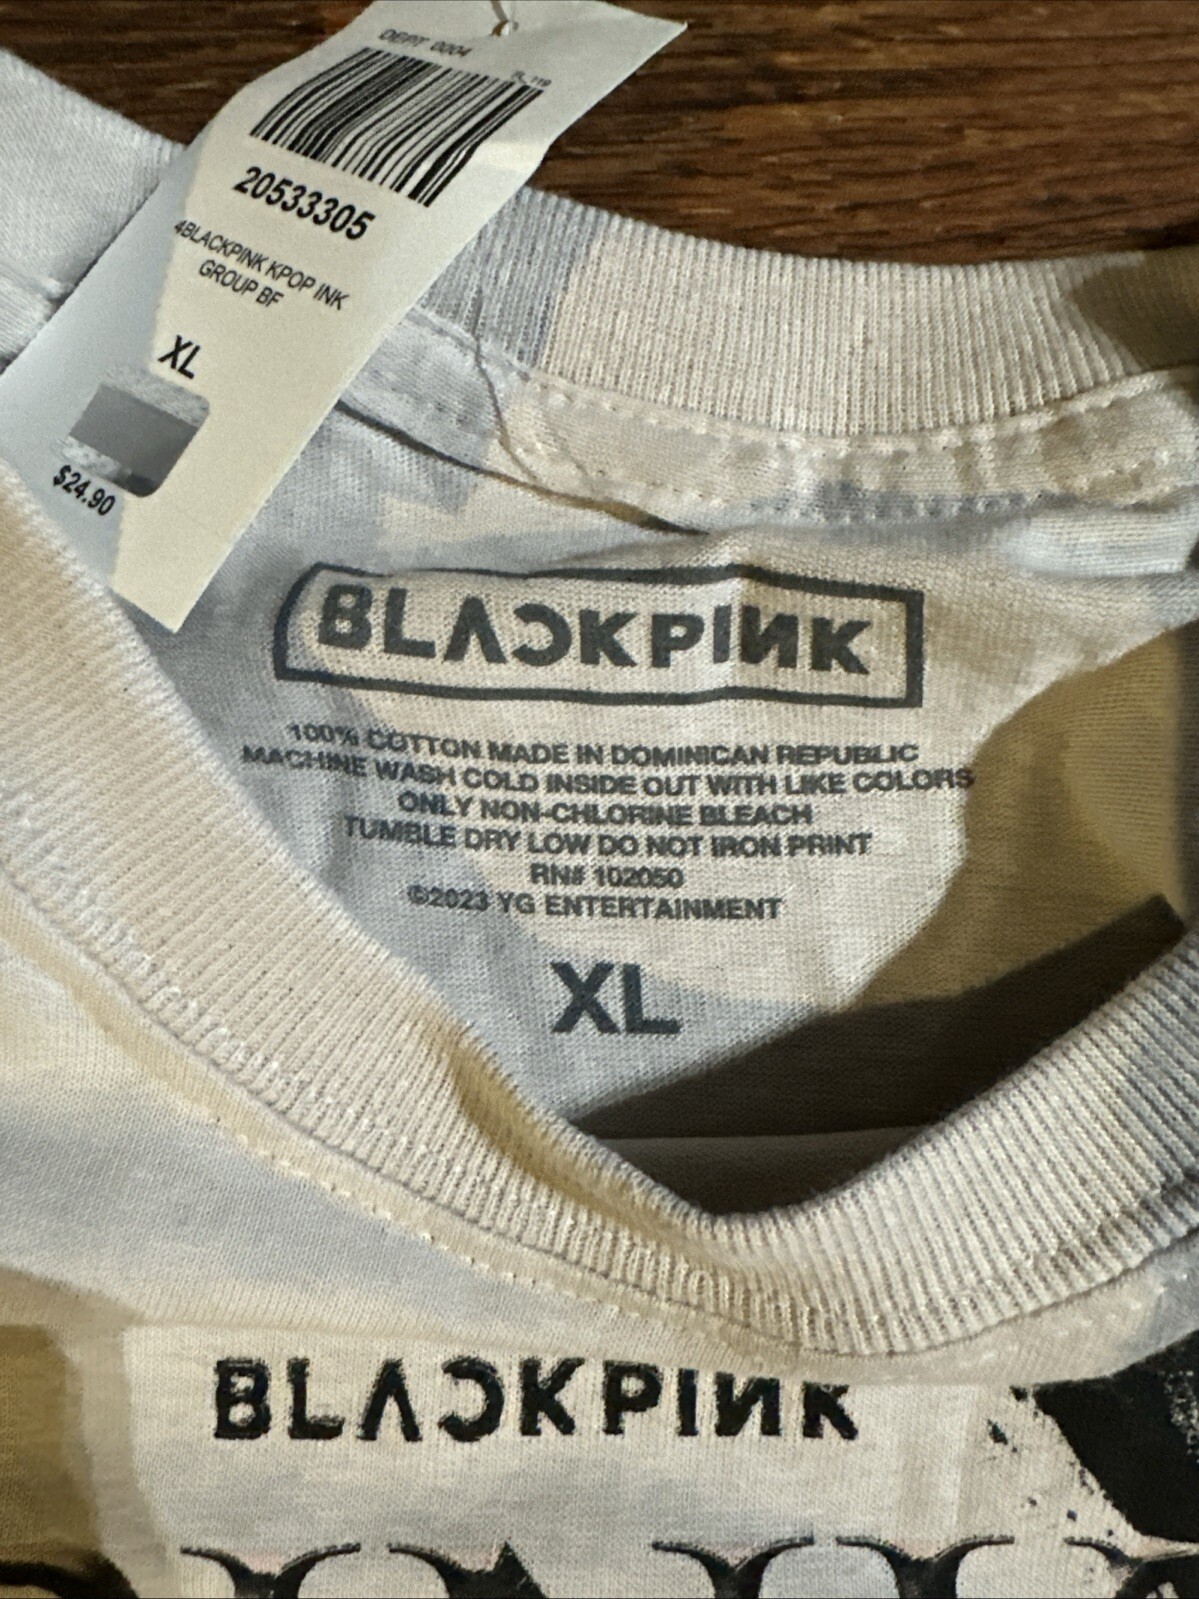 DEPT 0004
20533305
4BLACKPINK KPOP INK
GROUP BF
XL
$24.90
BLACKPINK
100% COTTON MADE IN DOMINICAN REPUBLIC
MACHINE WASH COLD INSIDE OUT WITH LIKE COLORS
ONLY NON-CHLORINE BLEACH
TUMBLE DRY LOW DO NOT IRON PRINT
RN# 102050
©2023 YG ENTERTAINMENT
XL
BLACKPINK